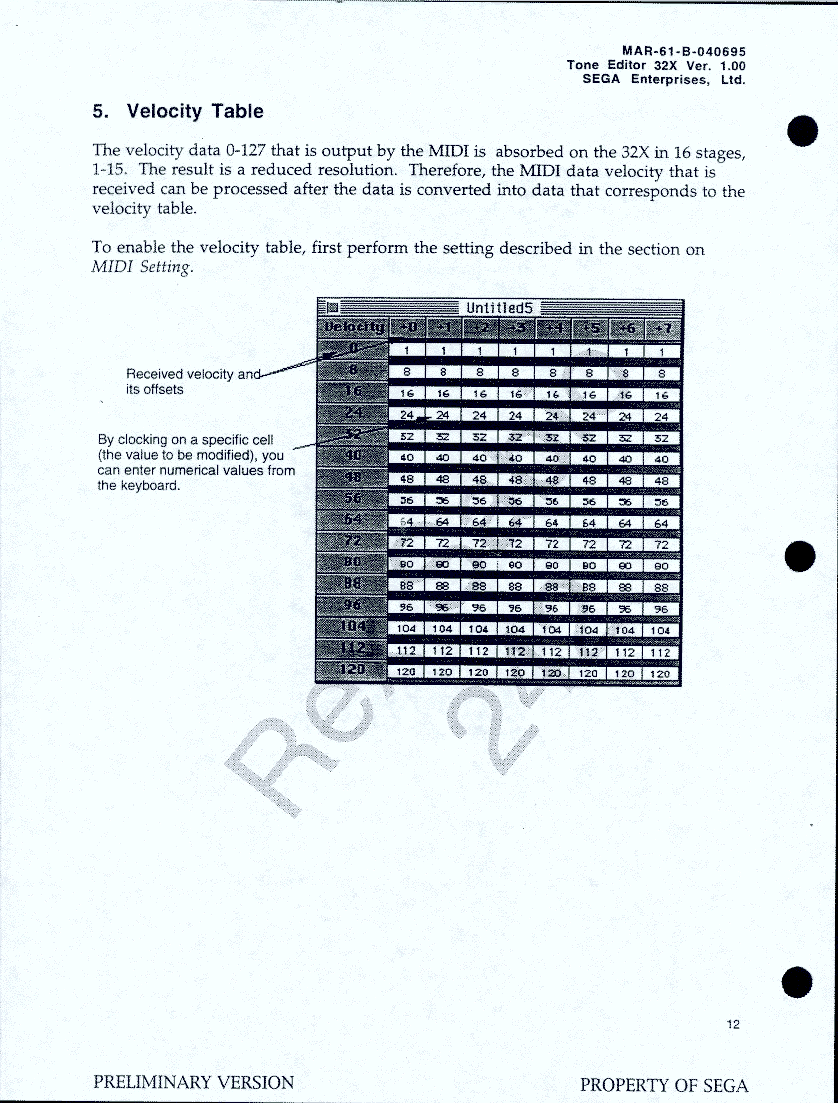 MAR-61-B-040695
Tone Editor 32X Ver. 1.00
SEGA Enterprises, Ltd.
5. Velocity Table
The velocity data 0-127 that is output by the MIDI is absorbed on the 32X in 16 stages,
1-15. The result is a reduced resolution. Therefore, the MIDI data velocity that is
received can be processed after the data is converted into data that corresponds to the
velocity table.
To enable the velocity table, first perform the setting described in the section on
MIDI Setting.
Untitled5
Velocity +0 +1 +2 +3 +4 +5 +6 +7
0 1 1 1 1 1 1 1 1
8 8 8 8 8 8 8 8 8
16 16 16 16 16 16 16 16 16
24 24 24 24 24 24 24 24 24
32 32 32 32 32 32 32 32 32
40 40 40 40 40 40 40 40 40
48 48 48 48 48 48 48 48 48
56 56 56 56 56 56 56 56 56
64 64 64 64 64 64 64 64 64
72 72 72 72 72 72 72 72 72
80 80 80 80 80 80 80 80 80
88 88 88 88 88 88 88 88 88
96 96 96 96 96 96 96 96 96
104 104 104 104 104 104 104 104 104
112 112 112 112 112 112 112 112 112
120 120 120 120 120 120 120 120 120
Received velocity and
its offsets
By clocking on a specific cell
(the value to be modified), you
can enter numerical values from
the keyboard.
12
PRELIMINARY VERSION
PROPERTY OF SEGA